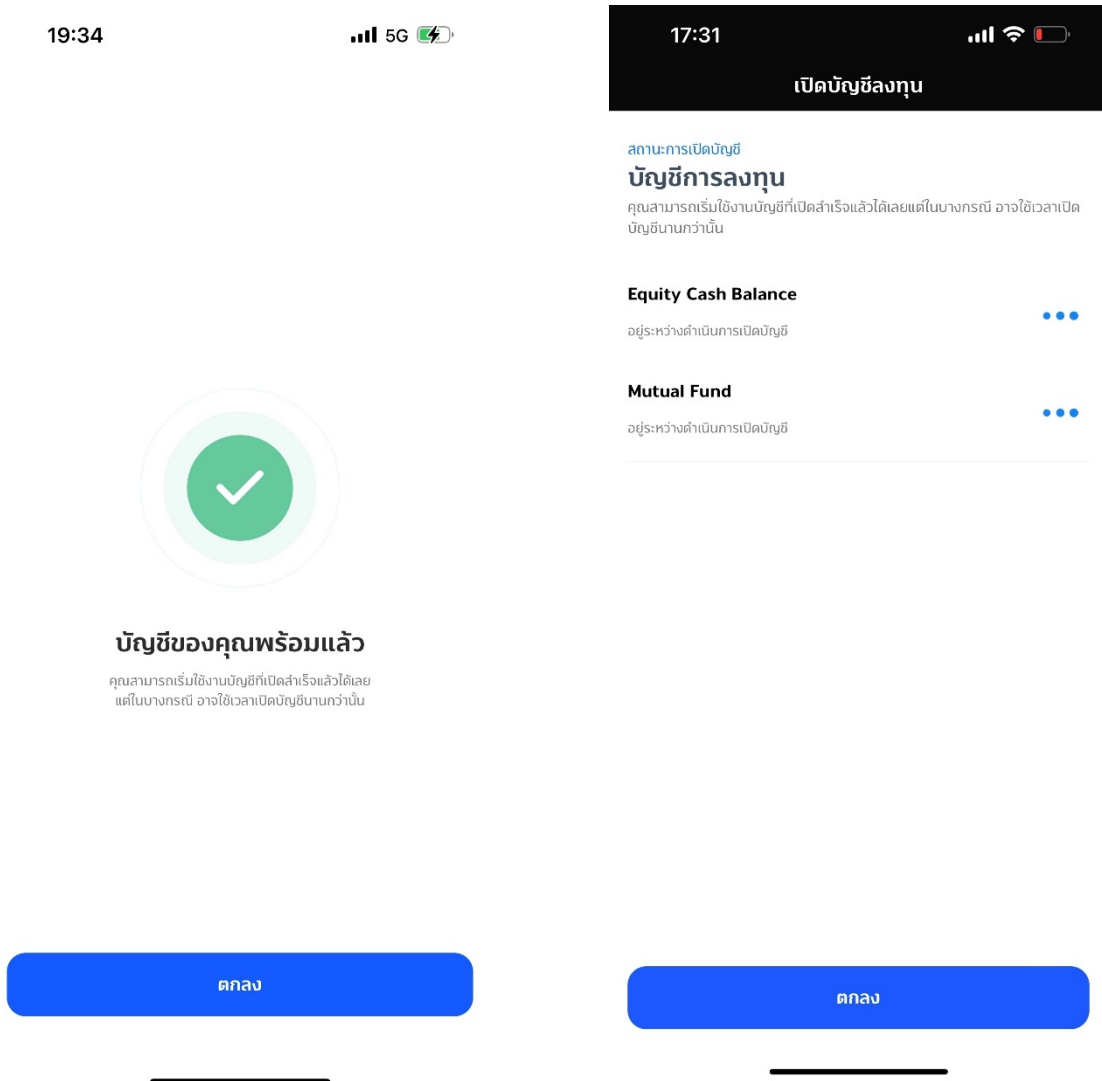 19:34
5G
บัญชีของคุณพร้อมแล้ว
คุณสามารถเริ่มใช้งานบัญชีที่เปิดสำเร็จแล้วได้เลย
แต่ในบางกรณี อาจใช้เวลาเปิดบัญชีนานกว่านั้น
ตกลง
17:31
เปิดบัญชีลงทุน
สถานะการเปิดบัญชี
บัญชีการลงทุน
คุณสามารถเริ่มใช้งานบัญชีที่เปิดสำเร็จแล้วได้เลยแต่ในบางกรณี อาจใช้เวลาเปิด
บัญชีนานกว่านั้น
Equity Cash Balance
อยู่ระหว่างดำเนินการเปิดบัญชี
Mutual Fund
อยู่ระหว่างดำเนินการเปิดบัญชี
ตกลง